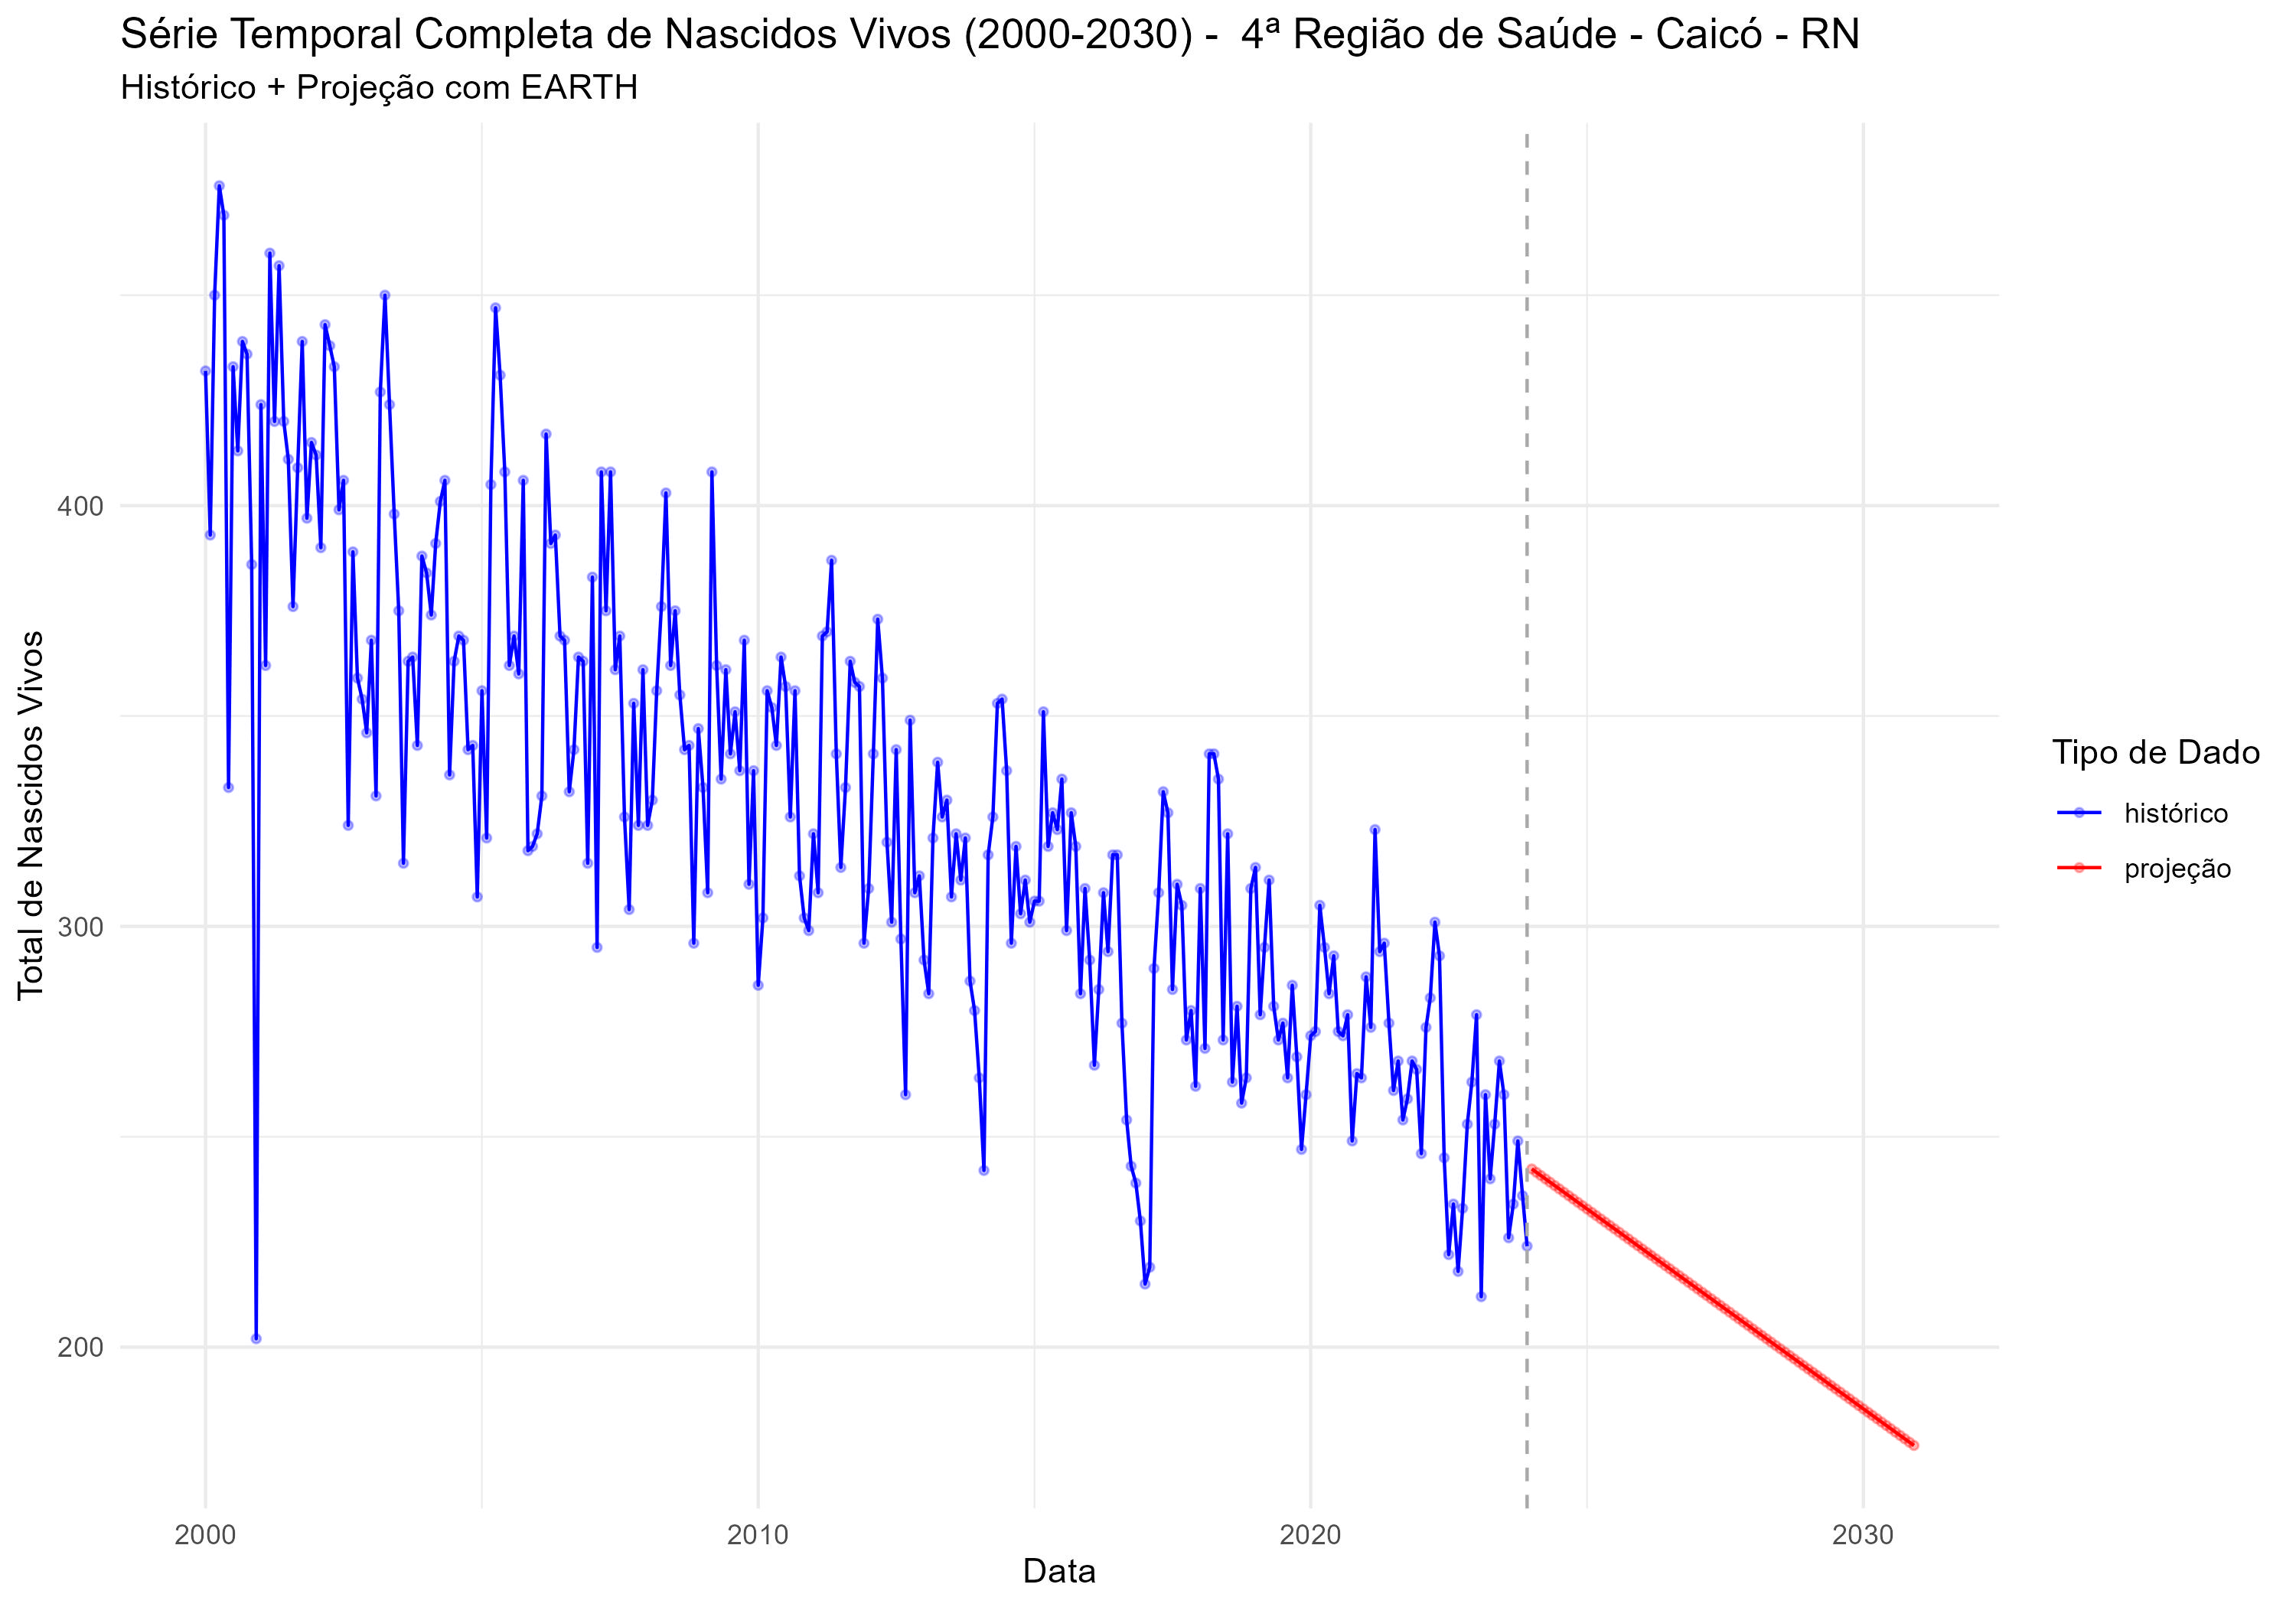 Série Temporal Completa de Nascidos Vivos (2000-2030) -  4ª Região de Saúde - Caicó - RN
Histórico + Projeção com EARTH
Total de Nascidos Vivos
400
300
200
2000
2010
2020
2030
Data
Tipo de Dado
histórico
projeção